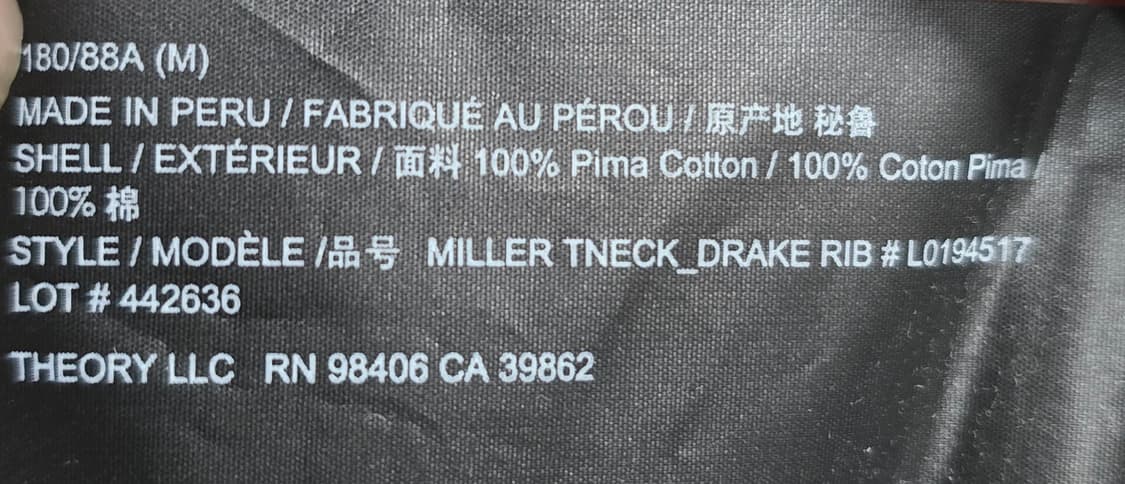 180/88A (M)
MADE IN PERU / FABRIQUÉ AU PÉROU / 原产地 秘鲁
SHELL / EXTÉRIEUR / 面料 100% Pima Cotton / 100% Coton Pima /
100% 棉
STYLE / MODÈLE /品号 MILLER TNECK_DRAKE RIB # L0194517
LOT # 442636
THEORY LLC RN 98406 CA 39862